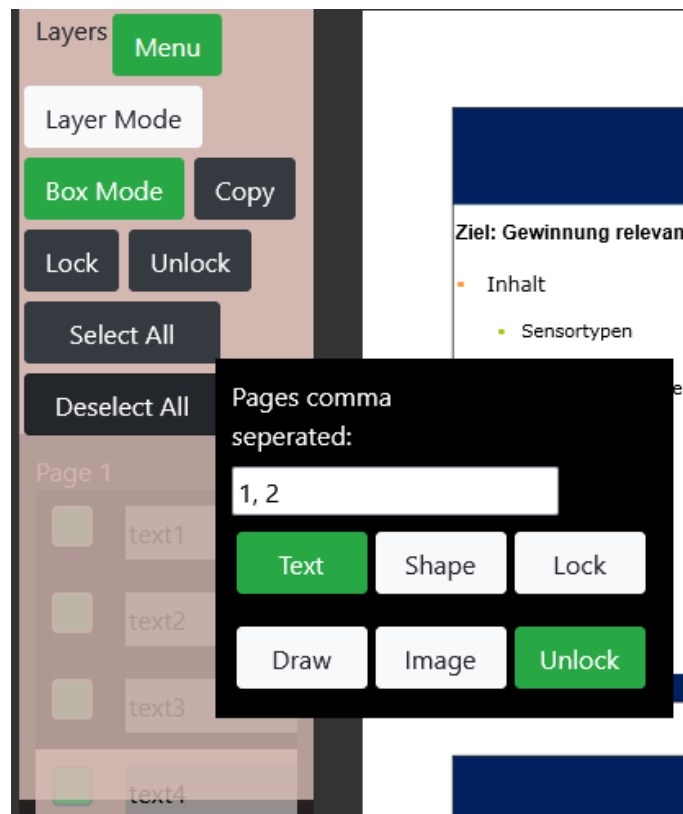 Layers Menu
Layer Mode
Box Mode Copy
Lock Unlock
Select All
Deselect All
Page 1
text1
text2
text3
text4
Pages comma
seperated:
1, 2
Text Shape Lock
Draw Image Unlock
Ziel: Gewinnung relevan
Inhalt
Sensortypen
e